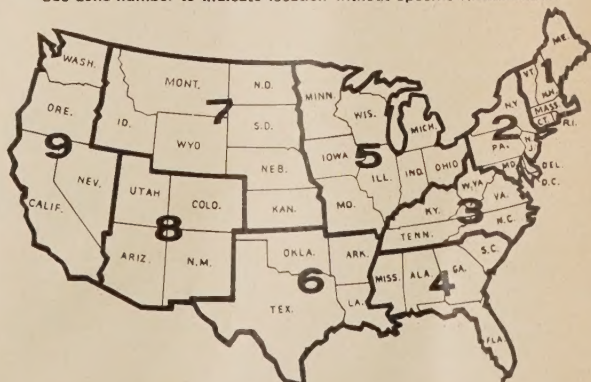 Use zone number to indicate location without specific
WASH.
MONT.
N.D.
MINN.
ME.
VT.
1
N.H.
ORE.
ID.
7
S.D.
WIS.
MICH.
N.Y.
MASS.
CT.
R.I.
WYO
2
9
NEB.
IOWA
5
PA.
N.J.
NEV.
UTAH
COLO.
ILL.
IND.
OHIO
MD.
DEL.
D.C.
CALIF.
8
KAN.
MO.
W.VA
VA.
KY.
3
ARIZ.
N.M.
OKLA.
ARK.
TENN.
N.C.
6
MISS.
ALA.
GA.
S.C.
TEX.
LA.
4
FLA.